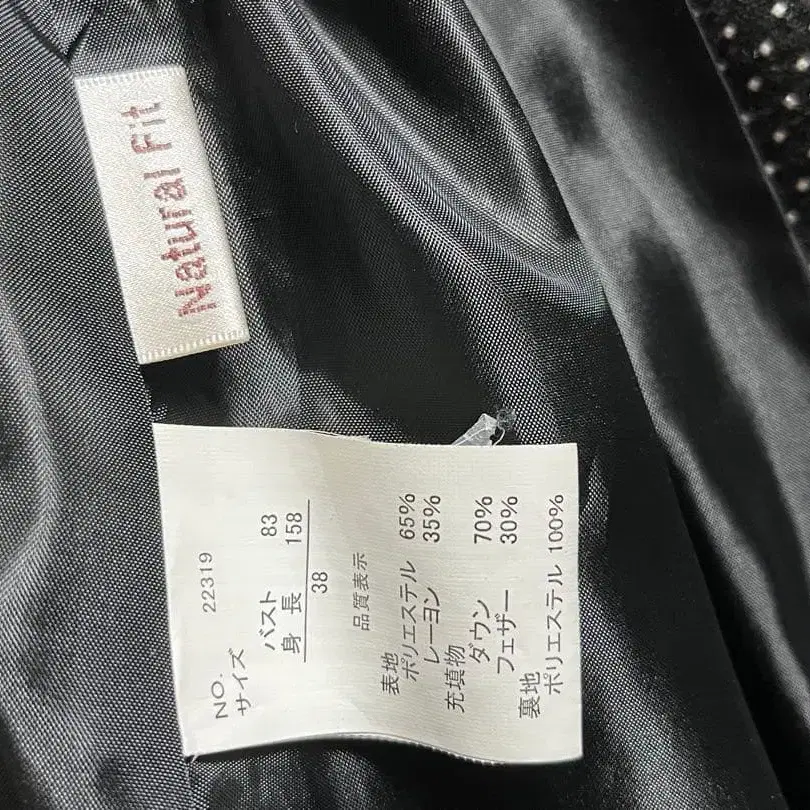 Natural Fit
NO. 22319
サイズ
バスト 83
身長 158
38
品質表示
表地
ポリエステル 65%
レーヨン 35%
充填物
ダウン 70%
フェザー 30%
裏地
ポリエステル 100%